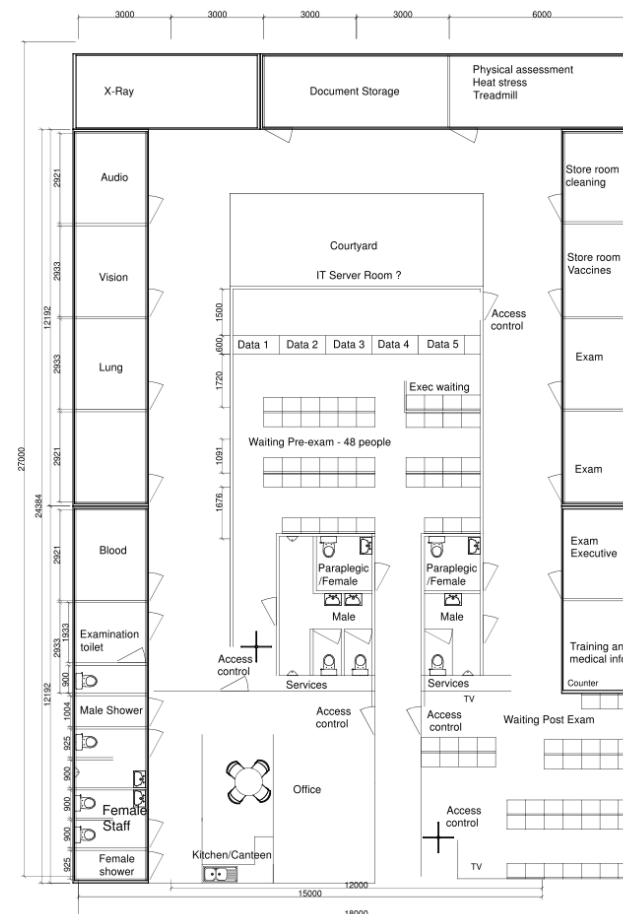 3000 3000 3000 3000 6000
X-Ray
Document Storage
Physical assessment
Heat stress
Treadmill
27000
24384
12192
12192
2921
2933
2933
2921
2921
2933
1933
900
1004
925
900
900
900
925
Audio
Vision
Lung
Blood
Examination
toilet
Male Shower
Female
Staff
Female
shower
Courtyard
IT Server Room ?
1500
600
1720
1091
1676
Data 1 Data 2 Data 3 Data 4 Data 5
Access
control
Exec waiting
Waiting Pre-exam - 48 people
Paraplegic
/Female
Male
Paraplegic
/Female
Male
Access
control
Services
Services
TV
Access
control
Access
control
Waiting Post Exam
Office
Kitchen/Canteen
Access
control
TV
Store room
cleaning
Store room
Vaccines
Exam
Exam
Exam
Executive
Training an
medical info
Counter
12000
15000
18000